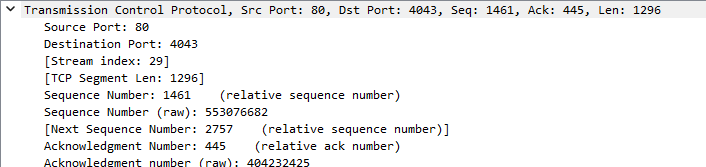 Transmission Control Protocol, Src Port: 80, Dst Port: 4043, Seq: 1461, Ack: 445, Len: 1296
Source Port: 80
Destination Port: 4043
[Stream index: 29]
[TCP Segment Len: 1296]
Sequence Number: 1461    (relative sequence number)
Sequence Number (raw): 553076682
[Next Sequence Number: 2757    (relative sequence number)]
Acknowledgment Number: 445    (relative ack number)
Acknowledgment number (raw): 404232425